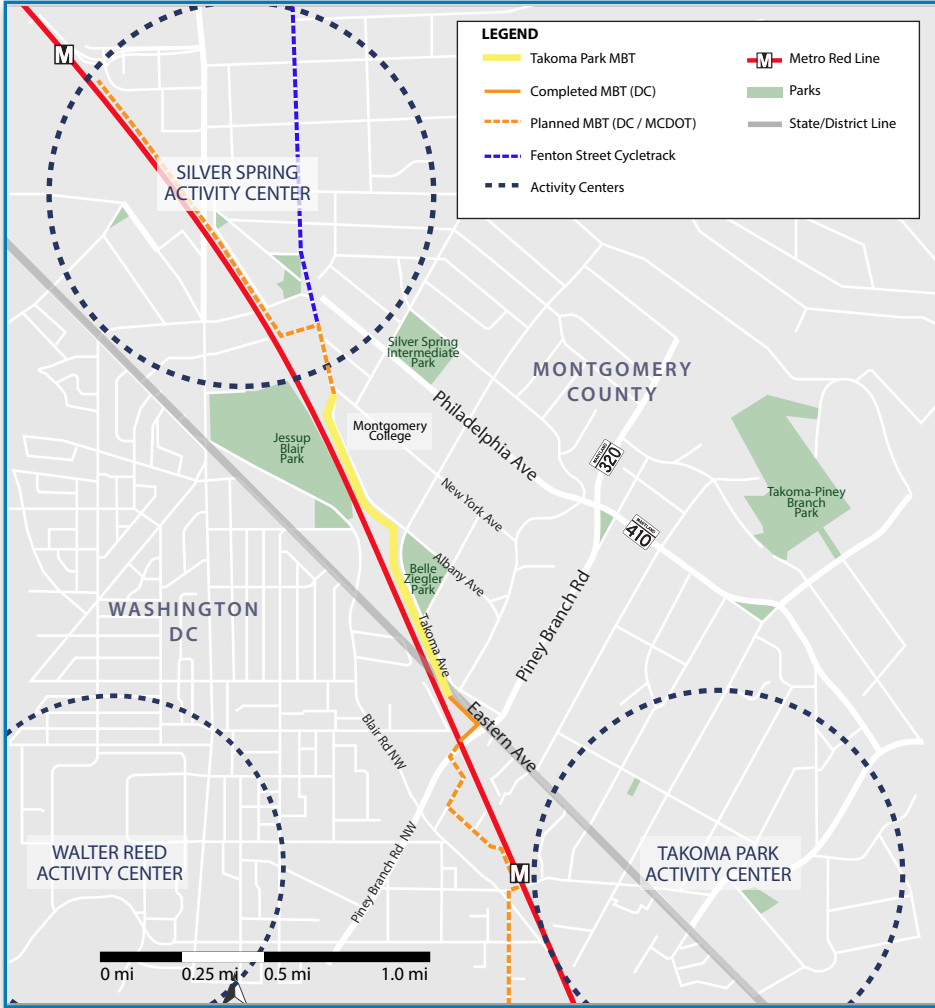 LEGEND
Takoma Park MBT
Completed MBT (DC)
Planned MBT (DC / MCDOT)
Fenton Street Cycletrack
Activity Centers
M
Metro Red Line
Parks
State/District Line
M
SILVER SPRING
ACTIVITY CENTER
Silver Spring
Intermediate
Park
MONTGOMERY
COUNTY
Philadelphia Ave
Montgomery
College
Jessup
Blair
Park
MARYLAND
320
New York Ave
Takoma-Piney
Branch
Park
MARYLAND
410
Albany Ave
Belle
Ziegler
Park
WASHINGTON
DC
Takoma Ave
Piney Branch Rd
Eastern Ave
Blair Rd NW
WALTER REED
ACTIVITY CENTER
Piney Branch Rd NW
M
TAKOMA PARK
ACTIVITY CENTER
0 mi 0.25 mi 0.5 mi 1.0 mi